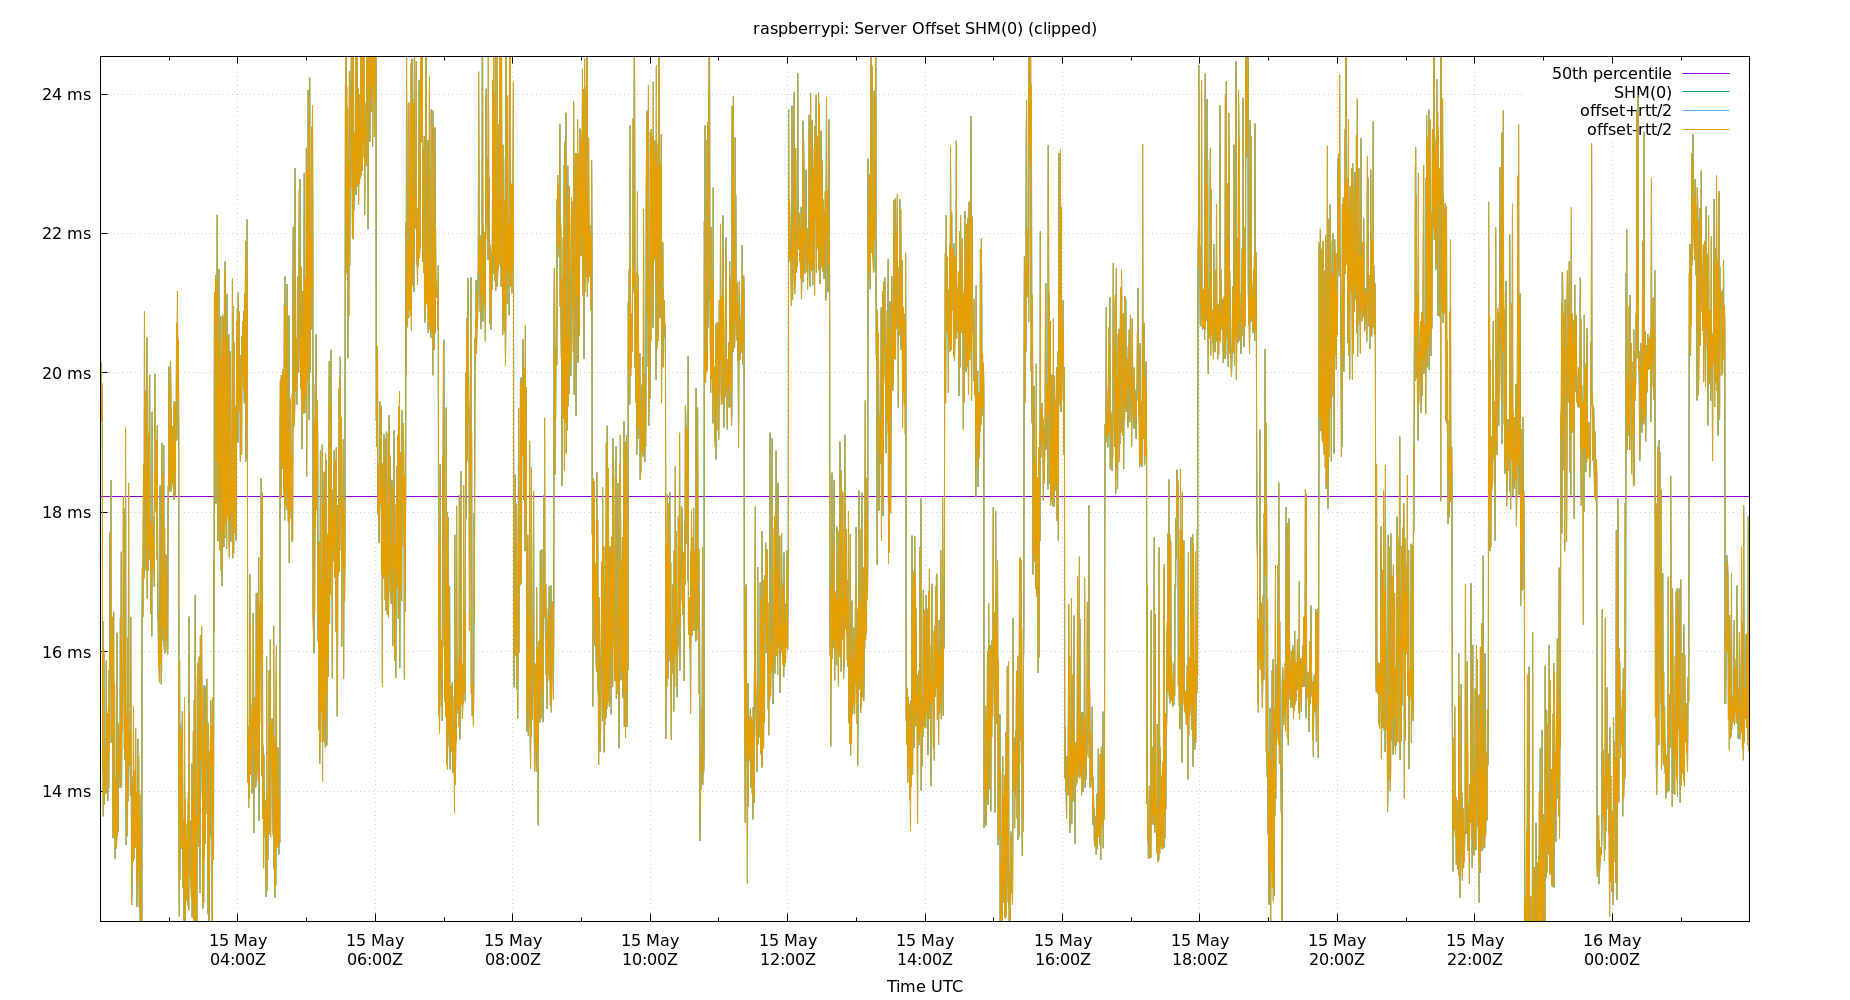 raspberrypi: Server Offset SHM(0) (clipped)
50th percentile
SHM(0)
offset+rtt/2
offset-rtt/2
24 ms
22 ms
20 ms
18 ms
16 ms
14 ms
15 May 15 May 15 May 15 May 15 May 15 May 15 May 15 May 15 May 15 May 16 May
04:00Z 06:00Z 08:00Z 10:00Z 12:00Z 14:00Z 16:00Z 18:00Z 20:00Z 22:00Z 00:00Z
Time UTC